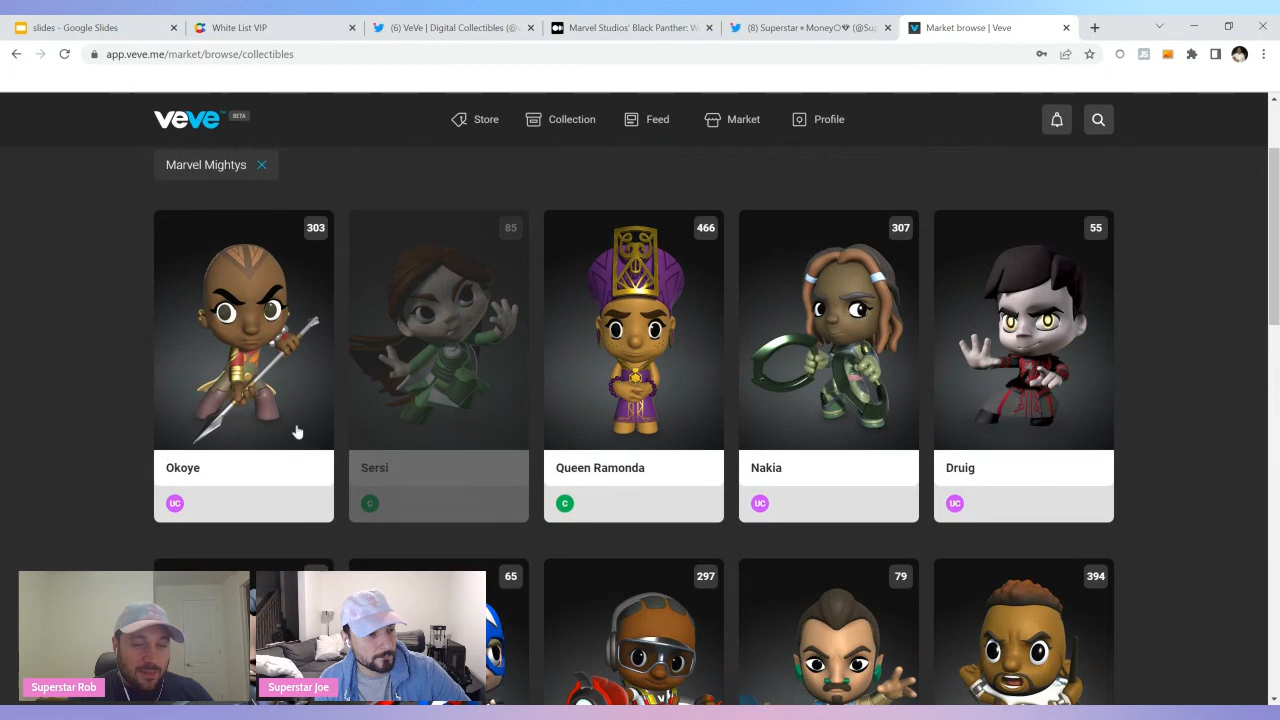 slides - Google Slides
White List VIP
(6) VeVe | Digital Collectibles (@
Marvel Studios' Black Panther: W
(8) Superstar
Money
(@Sup
Market browse | Veve
app.veve.me/market/browse/collectibles
veve BETA
Store
Collection
Feed
Market
Profile
Marvel Mightys
303
85
466
307
55
Okoye
Sersi
Queen Ramonda
Nakia
Druig
UC
C
C
UC
UC
65
297
79
394
Superstar Rob
Superstar Joe